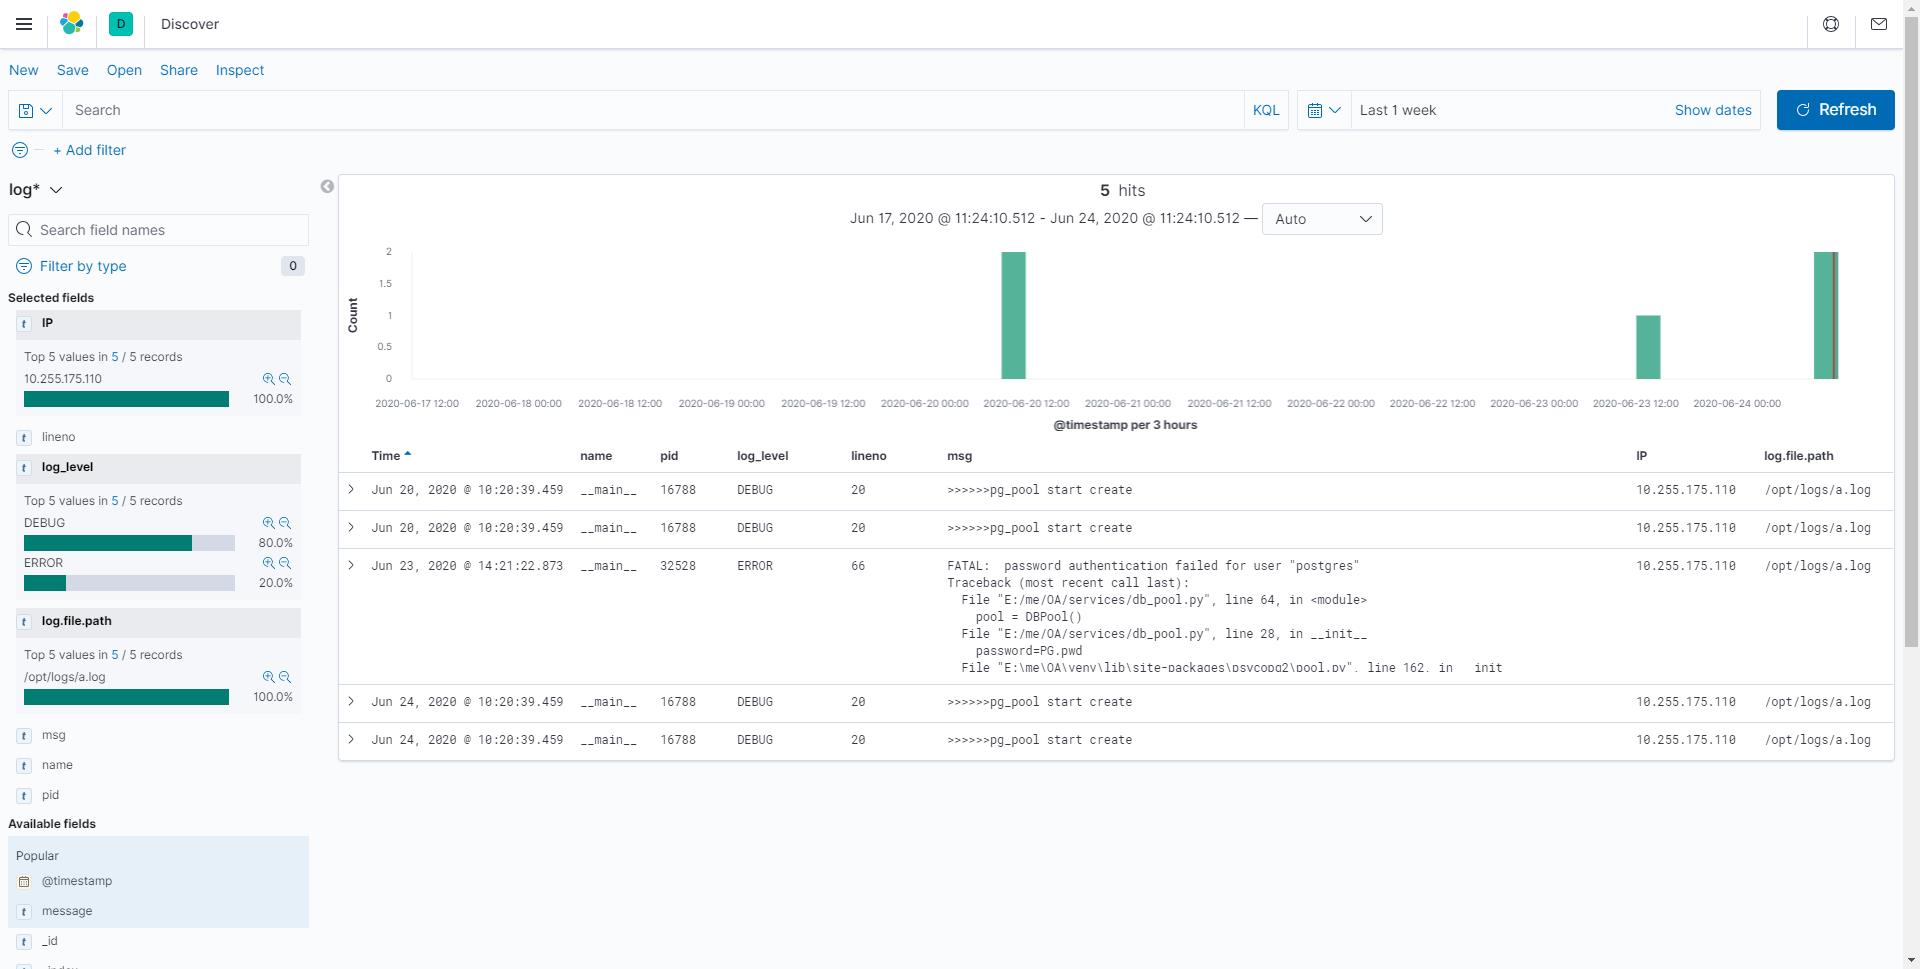 D
Discover
New Save Open Share Inspect
Search
KQL
Last 1 week
Show dates
Refresh
+ Add filter
log*
Search field names
Filter by type
0
Selected fields
t IP
Top 5 values in 5 / 5 records
10.255.175.110
100.0%
t lineno
t log_level
Top 5 values in 5 / 5 records
DEBUG
80.0%
ERROR
20.0%
t log.file.path
Top 5 values in 5 / 5 records
/opt/logs/a.log
100.0%
t msg
t name
t pid
Available fields
Popular
@timestamp
t message
t _id
5 hits
Jun 17, 2020 @ 11:24:10.512 - Jun 24, 2020 @ 11:24:10.512 —
Auto
Count
2
1.5
1
0.5
0
2020-06-17 12:00 2020-06-18 00:00 2020-06-18 12:00 2020-06-19 00:00 2020-06-19 12:00 2020-06-20 00:00 2020-06-20 12:00 2020-06-21 00:00 2020-06-21 12:00 2020-06-22 00:00 2020-06-22 12:00 2020-06-23 00:00 2020-06-23 12:00 2020-06-24 00:00
@timestamp per 3 hours
Time name pid log_level lineno msg IP log.file.path
Jun 20, 2020 @ 10:20:39.459 __main__ 16788 DEBUG 20 >>>>>>pg_pool start create 10.255.175.110 /opt/logs/a.log
Jun 20, 2020 @ 10:20:39.459 __main__ 16788 DEBUG 20 >>>>>>pg_pool start create 10.255.175.110 /opt/logs/a.log
Jun 23, 2020 @ 14:21:22.873 __main__ 32528 ERROR 66 FATAL:  password authentication failed for user "postgres" 10.255.175.110 /opt/logs/a.log
Traceback (most recent call last):
File "E:/me/OA/services/db_pool.py", line 64, in <module>
pool = DBPool()
File "E:/me/OA/services/db_pool.py", line 28, in __init__
password=PG.pwd
File "E:\me\OA\venv\lib\site-packages\psycopg2\pool.py", line 162, in __init__
Jun 24, 2020 @ 10:20:39.459 __main__ 16788 DEBUG 20 >>>>>>pg_pool start create 10.255.175.110 /opt/logs/a.log
Jun 24, 2020 @ 10:20:39.459 __main__ 16788 DEBUG 20 >>>>>>pg_pool start create 10.255.175.110 /opt/logs/a.log